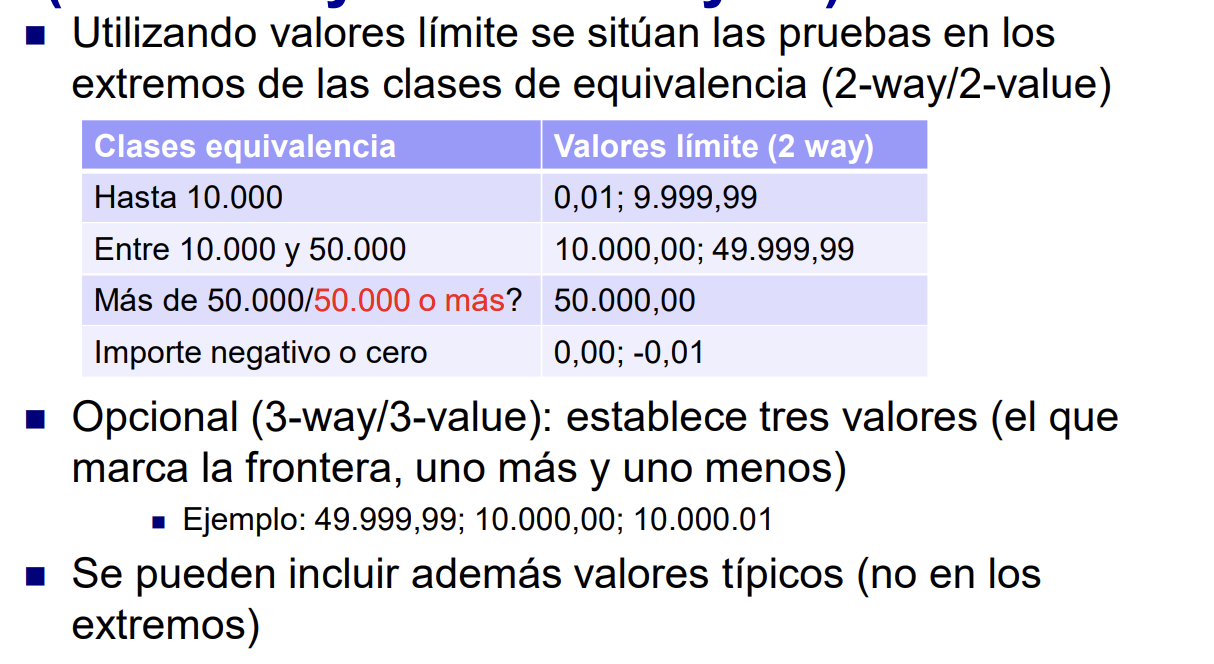 Utilizando valores límite se sitúan las pruebas en los
extremos de las clases de equivalencia (2-way/2-value)
Clases equivalencia Valores límite (2 way)
Hasta 10.000 0,01; 9.999,99
Entre 10.000 y 50.000 10.000,00; 49.999,99
Más de 50.000/50.000 o más? 50.000,00
Importe negativo o cero 0,00; -0,01
Opcional (3-way/3-value): establece tres valores (el que
marca la frontera, uno más y uno menos)
Ejemplo: 49.999,99; 10.000,00; 10.000.01
Se pueden incluir además valores típicos (no en los
extremos)